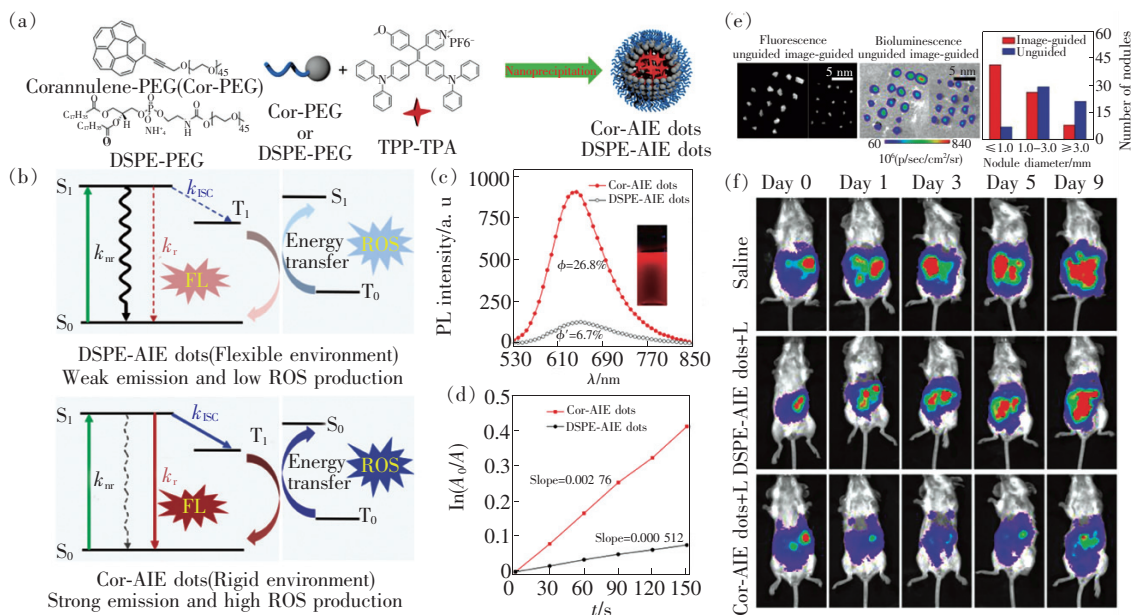 (a)
Corannulene-PEG(Cor-PEG)
DSPE-PEG
O
45
C17H35
C17H35
NH+4
Cor-PEG
or
DSPE-PEG
+
PF6−
TPP-TPA
Nanoprecipitation
Cor-AIE dots
DSPE-AIE dots
(b)
S1
kISC
T1
knr
kr
FL
S0
S1
Energy
transfer
ROS
T0
DSPE-AIE dots(Flexible environment)
Weak emission and low ROS production
S1
kISC
T1
knr
kr
FL
S0
S0
Energy
transfer
ROS
T0
Cor-AIE dots(Rigid environment)
Strong emission and high ROS production
(c)
PL intensity/a. u
1000
750
500
250
0
Cor-AIE dots
DSPE-AIE dots
ϕ=26.8%
ϕ′=6.7%
530 610 690 770 850
λ/nm
(d)
ln(A0/A)
0.5
0.4
0.3
0.2
0.1
0
Cor-AIE dots
DSPE-AIE dots
Slope=0.002 76
Slope=0.000 512
0 30 60 90 120 150
t/s
(e)
Fluorescence
unguided image-guided
5 nm
Bioluminescence
unguided image-guided
5 nm
60 840
10⁶(p/sec/cm²/sr)
Image-guided
Unguided
60
45
30
15
0
Number of nodules
≤1.0 1.0−3.0 ≥3.0
Nodule diameter/mm
(f)
Day 0 Day 1 Day 3 Day 5 Day 9
Saline
DSPE-AIE dots+L
Cor-AIE dots+L